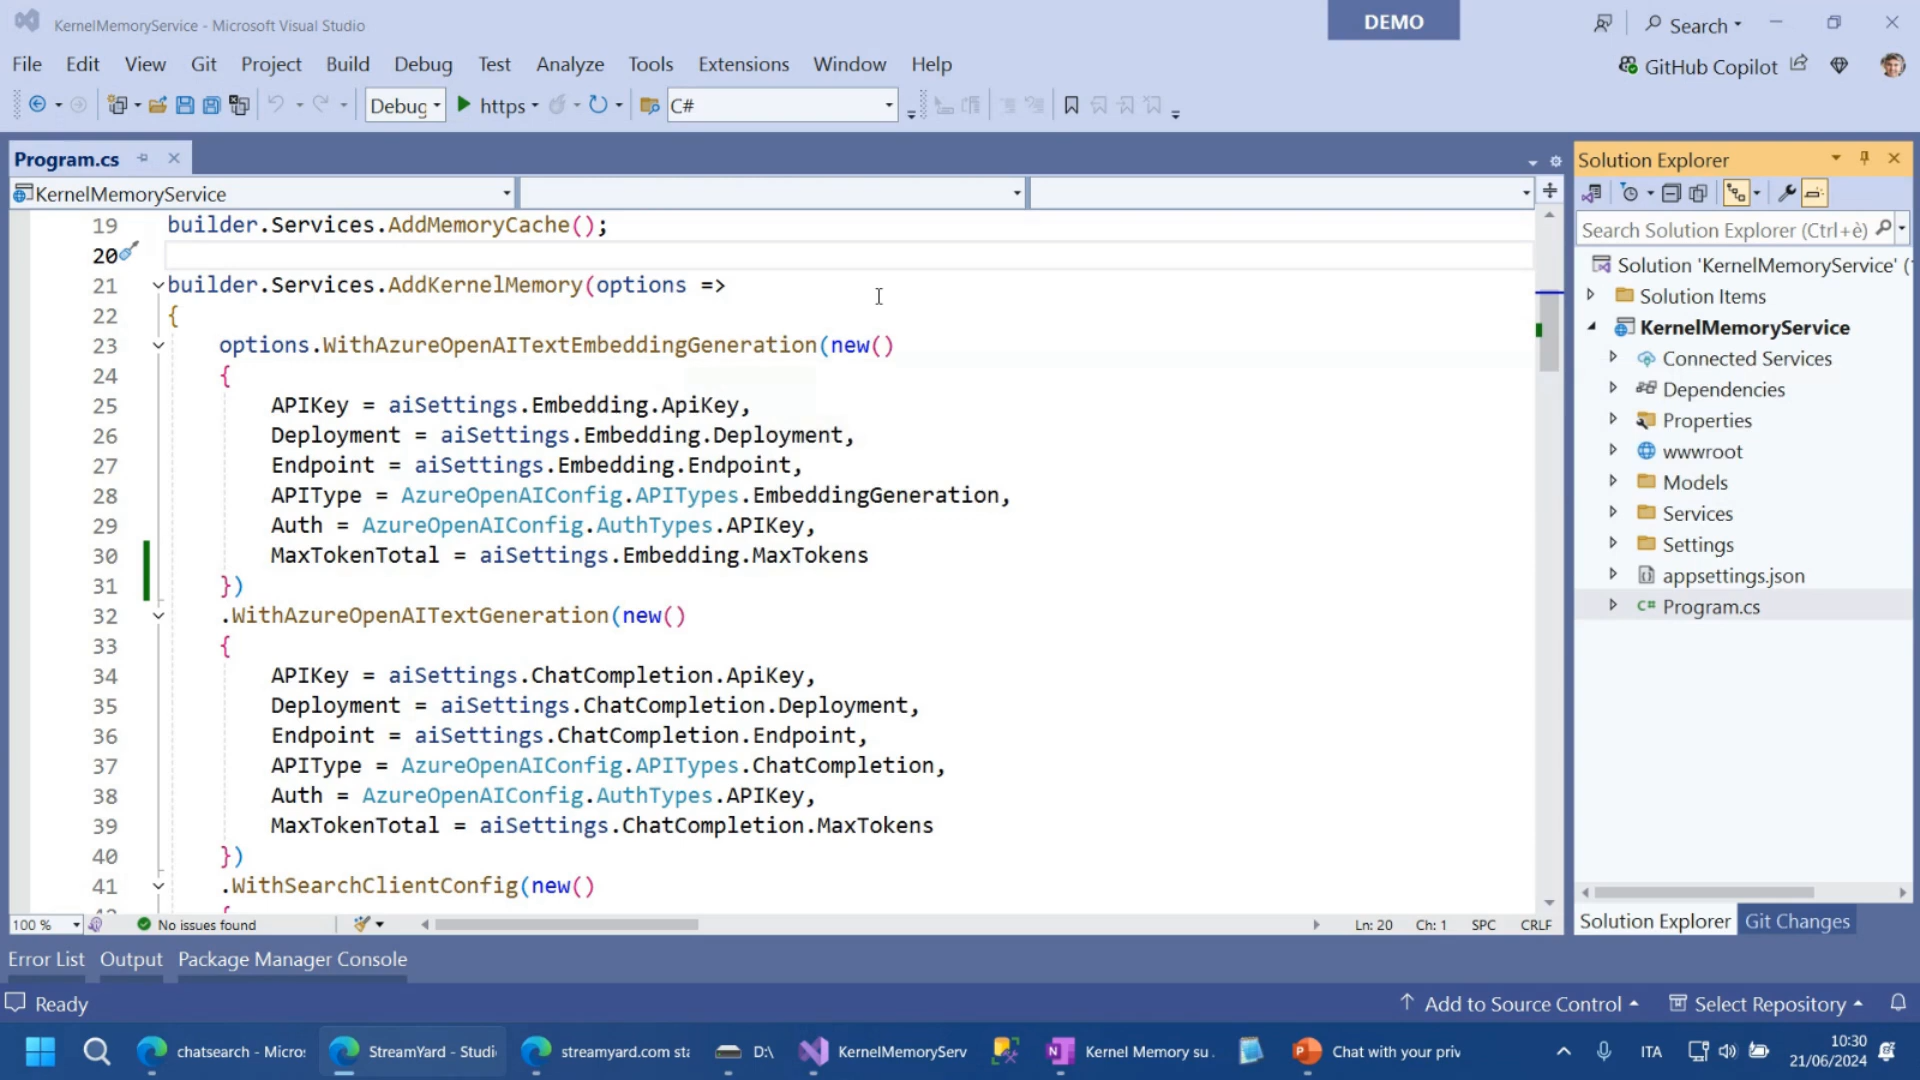 KernelMemoryService - Microsoft Visual Studio
DEMO
Search
File Edit View Git Project Build Debug Test Analyze Tools Extensions Window Help
GitHub Copilot
Debug https C#
Program.cs
KernelMemoryService
19 builder.Services.AddMemoryCache();
20
21 builder.Services.AddKernelMemory(options =>
22 {
23 options.WithAzureOpenAITextEmbeddingGeneration(new()
24 {
25 APIKey = aiSettings.Embedding.ApiKey,
26 Deployment = aiSettings.Embedding.Deployment,
27 Endpoint = aiSettings.Embedding.Endpoint,
28 APIType = AzureOpenAIConfig.APITypes.EmbeddingGeneration,
29 Auth = AzureOpenAIConfig.AuthTypes.APIKey,
30 MaxTokenTotal = aiSettings.Embedding.MaxTokens
31 })
32 .WithAzureOpenAITextGeneration(new()
33 {
34 APIKey = aiSettings.ChatCompletion.ApiKey,
35 Deployment = aiSettings.ChatCompletion.Deployment,
36 Endpoint = aiSettings.ChatCompletion.Endpoint,
37 APIType = AzureOpenAIConfig.APITypes.ChatCompletion,
38 Auth = AzureOpenAIConfig.AuthTypes.APIKey,
39 MaxTokenTotal = aiSettings.ChatCompletion.MaxTokens
40 })
41 .WithSearchClientConfig(new()
100 % No issues found Ln: 20 Ch: 1 SPC CRLF
Solution Explorer
Search Solution Explorer (Ctrl+è)
Solution 'KernelMemoryService' (
Solution Items
KernelMemoryService
Connected Services
Dependencies
Properties
wwwroot
Models
Services
Settings
appsettings.json
C# Program.cs
Solution Explorer Git Changes
Error List Output Package Manager Console
Ready
Add to Source Control Select Repository
chatsearch - Micros StreamYard - Studi streamyard.com sta D:\ KernelMemoryServ Kernel Memory su . Chat with your priv
ITA
10:30
21/06/2024